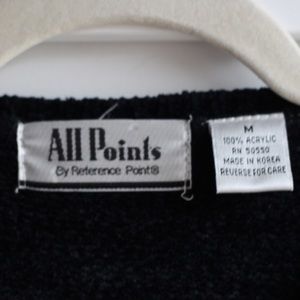 All Points
By Reference Point®
M
100% ACRYLIC
RN 50550
MADE IN KOREA
REVERSE FOR CARE